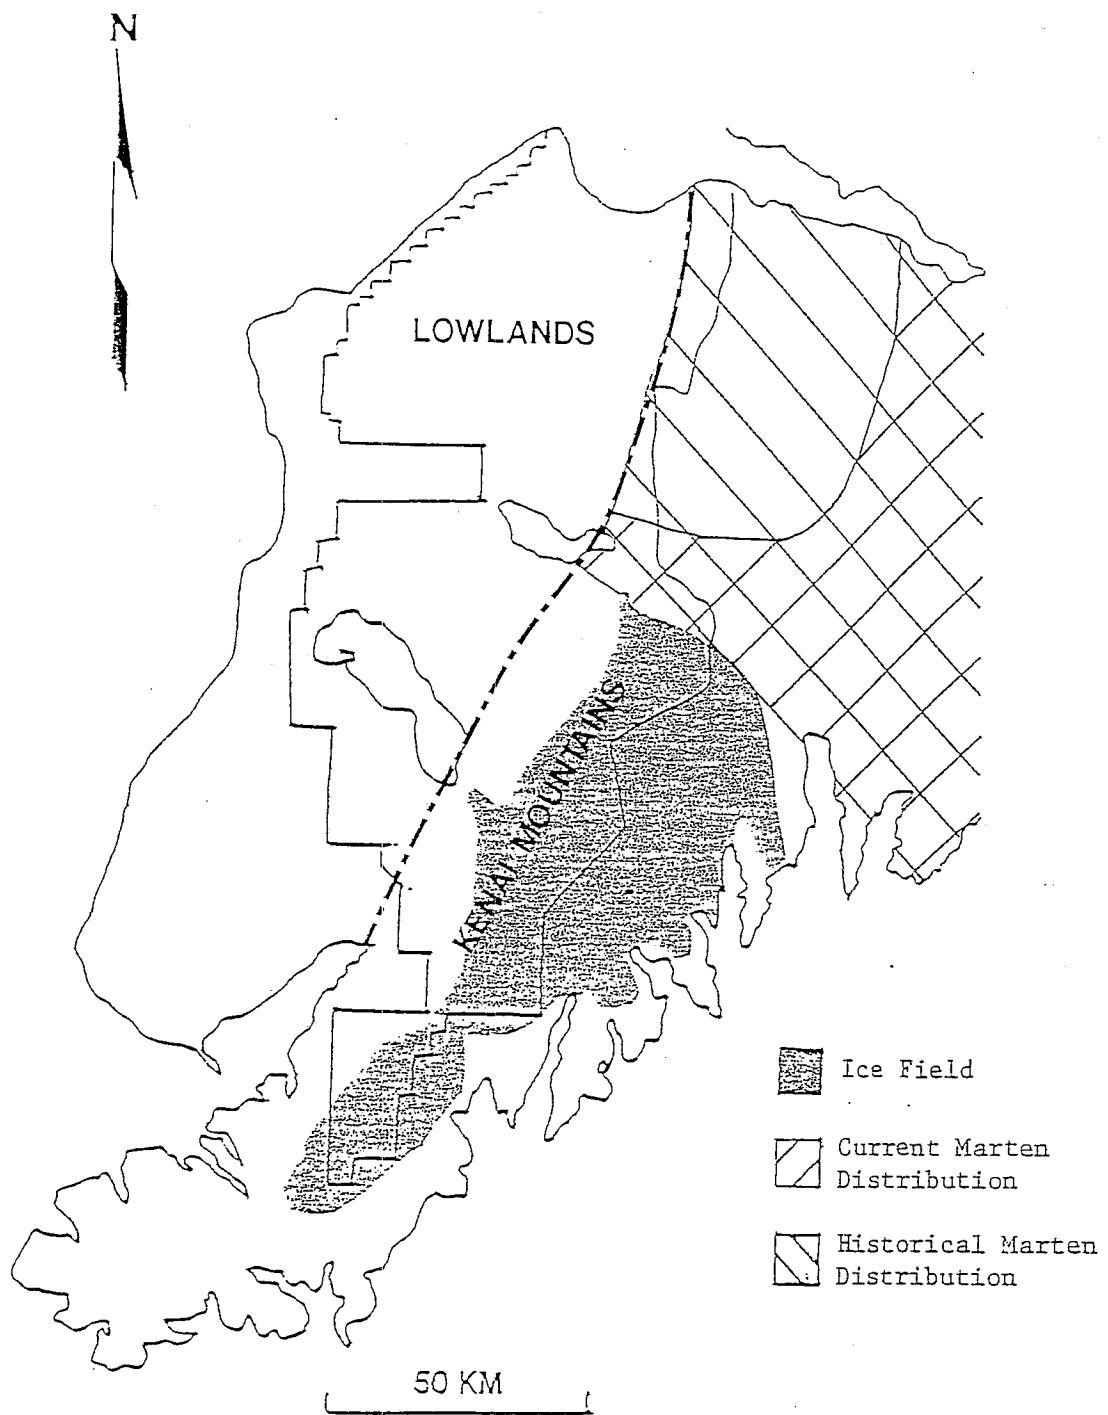 N
LOWLANDS
KENAI MOUNTAINS
Ice Field
Current Marten
Distribution
Historical Marten
Distribution
50 KM